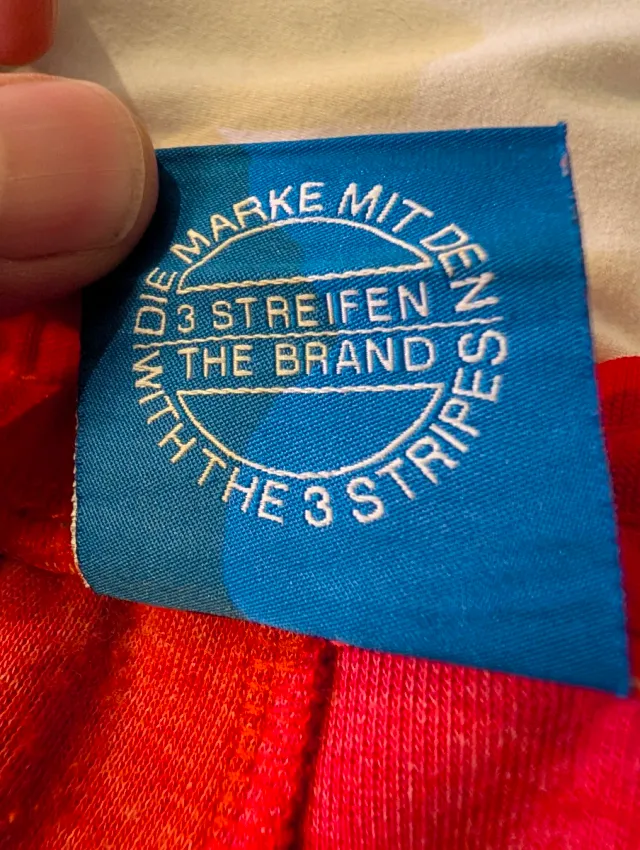 DIE MARKE MIT DEN
3 STREIFEN
THE BRAND
WITH THE 3 STRIPES